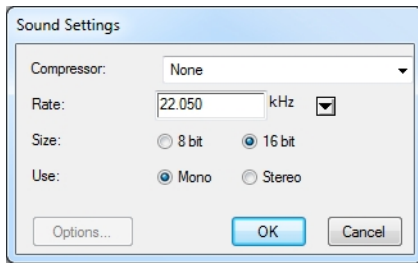 Sound Settings
Compressor: None
Rate: 22.050 kHz
Size: 8 bit 16 bit
Use: Mono Stereo
Options... OK Cancel